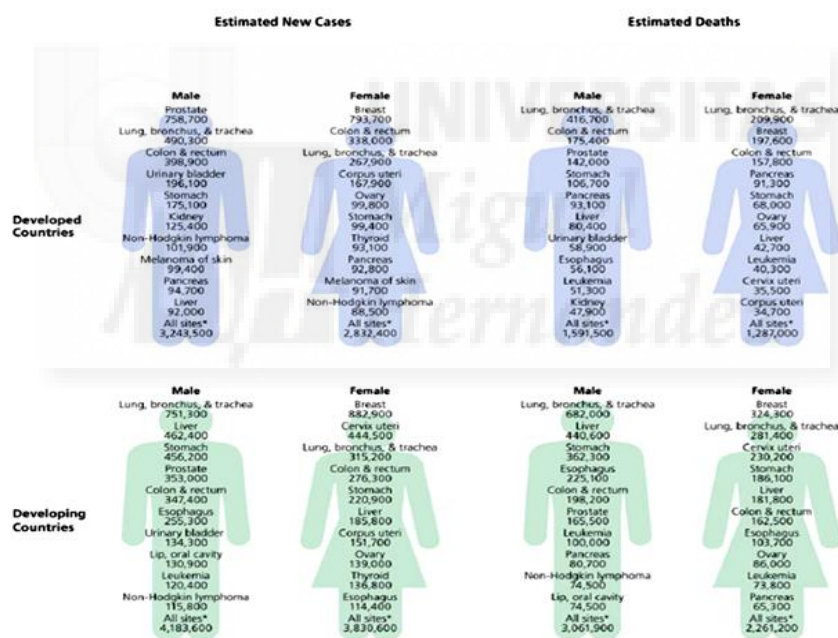 Estimated New Cases
Estimated Deaths
UNIVERSITAS
Miguel
Hernández
Developed
Countries
Male
Prostate
758,700
Lung, bronchus, & trachea
490,300
Colon & rectum
398,900
Urinary bladder
196,100
Stomach
175,100
Kidney
125,400
Non-Hodgkin lymphoma
101,900
Melanoma of skin
99,400
Pancreas
94,700
Liver
92,000
All sites*
3,243,500
Female
Breast
793,700
Colon & rectum
338,000
Lung, bronchus, & trachea
267,900
Corpus uteri
167,900
Ovary
99,800
Stomach
99,400
Thyroid
93,100
Pancreas
92,800
Melanoma of skin
91,700
Non-Hodgkin lymphoma
88,500
All sites*
2,832,400
Male
Lung, bronchus, & trachea
416,700
Colon & rectum
175,400
Prostate
142,000
Stomach
106,700
Pancreas
93,100
Liver
80,400
Urinary bladder
58,900
Esophagus
56,100
Leukemia
51,300
Kidney
47,900
All sites*
1,591,500
Female
Lung, bronchus, & trachea
209,900
Breast
197,600
Colon & rectum
157,800
Pancreas
91,300
Stomach
68,000
Ovary
65,900
Liver
42,700
Leukemia
40,300
Cervix uteri
35,500
Corpus uteri
34,700
All sites*
1,287,000
Developing
Countries
Male
Lung, bronchus, & trachea
751,300
Liver
462,400
Stomach
456,200
Prostate
353,000
Colon & rectum
347,400
Esophagus
255,300
Urinary bladder
134,300
Lip, oral cavity
130,900
Leukemia
120,400
Non-Hodgkin lymphoma
115,800
All sites*
4,183,600
Female
Breast
882,900
Cervix uteri
444,500
Lung, bronchus, & trachea
315,200
Colon & rectum
276,300
Stomach
220,900
Liver
185,800
Corpus uteri
151,700
Ovary
139,000
Thyroid
136,800
Esophagus
114,400
All sites*
3,830,600
Male
Lung, bronchus, & trachea
682,000
Liver
440,600
Stomach
362,300
Esophagus
225,100
Colon & rectum
198,200
Prostate
165,500
Leukemia
100,000
Pancreas
80,700
Non-Hodgkin lymphoma
74,500
Lip, oral cavity
74,500
All sites*
3,061,900
Female
Breast
324,300
Lung, bronchus, & trachea
281,400
Cervix uteri
230,200
Stomach
186,100
Liver
181,800
Colon & rectum
162,500
Esophagus
103,700
Ovary
86,000
Leukemia
73,800
Pancreas
65,300
All sites*
2,261,200